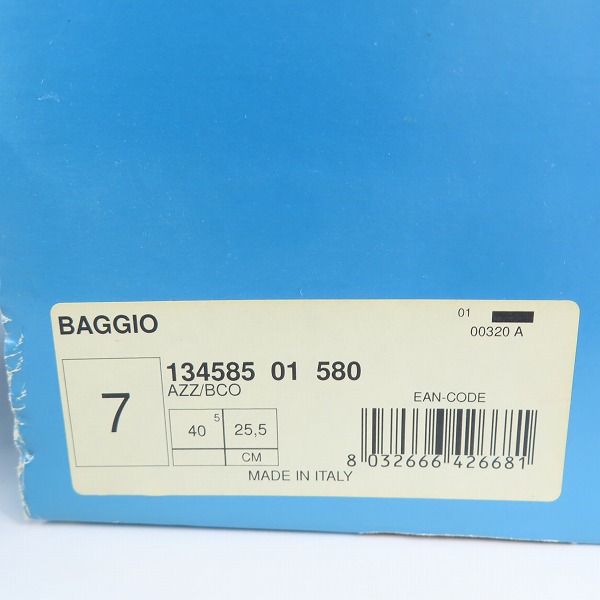 BAGGIO
01
00320 A
7
134585 01 580
AZZ/BCO
40 5
25,5
CM
EAN-CODE
8 032666 426681
MADE IN ITALY